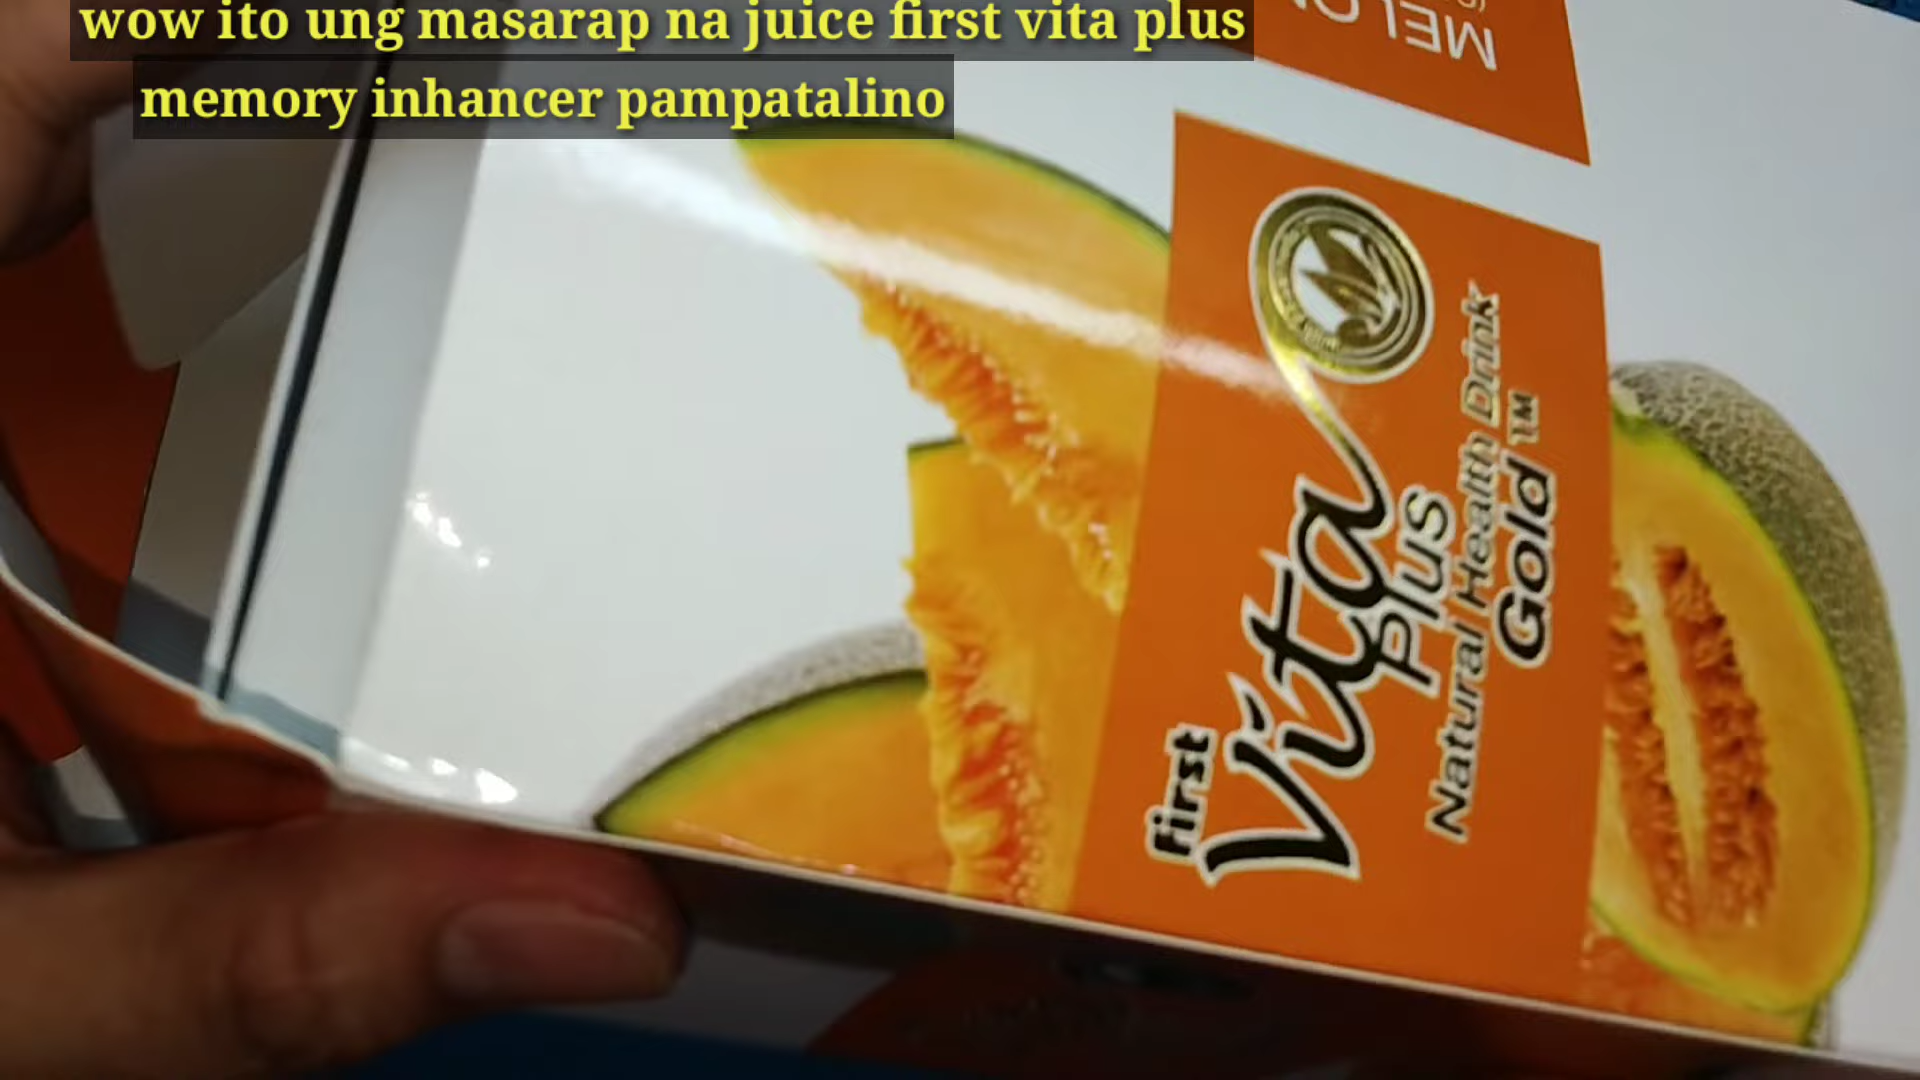 wow ito ung masarap na juice first vita plus
memory inhancer pampatalino
First
Vita
Plus
Natural Health Drink
Gold™